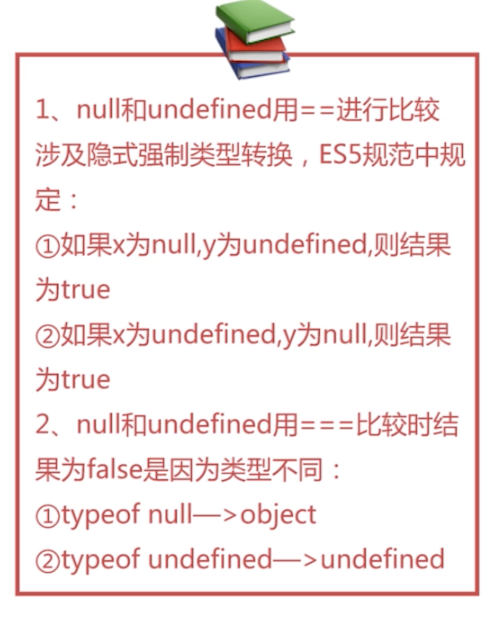 1、null和undefined用==进行比较
涉及隐式强制类型转换，ES5规范中规
定：
①如果x为null,y为undefined,则结果
为true
②如果x为undefined,y为null,则结果
为true
2、null和undefined用===比较时结
果为false是因为类型不同：
①typeof null—>object
②typeof undefined—>undefined